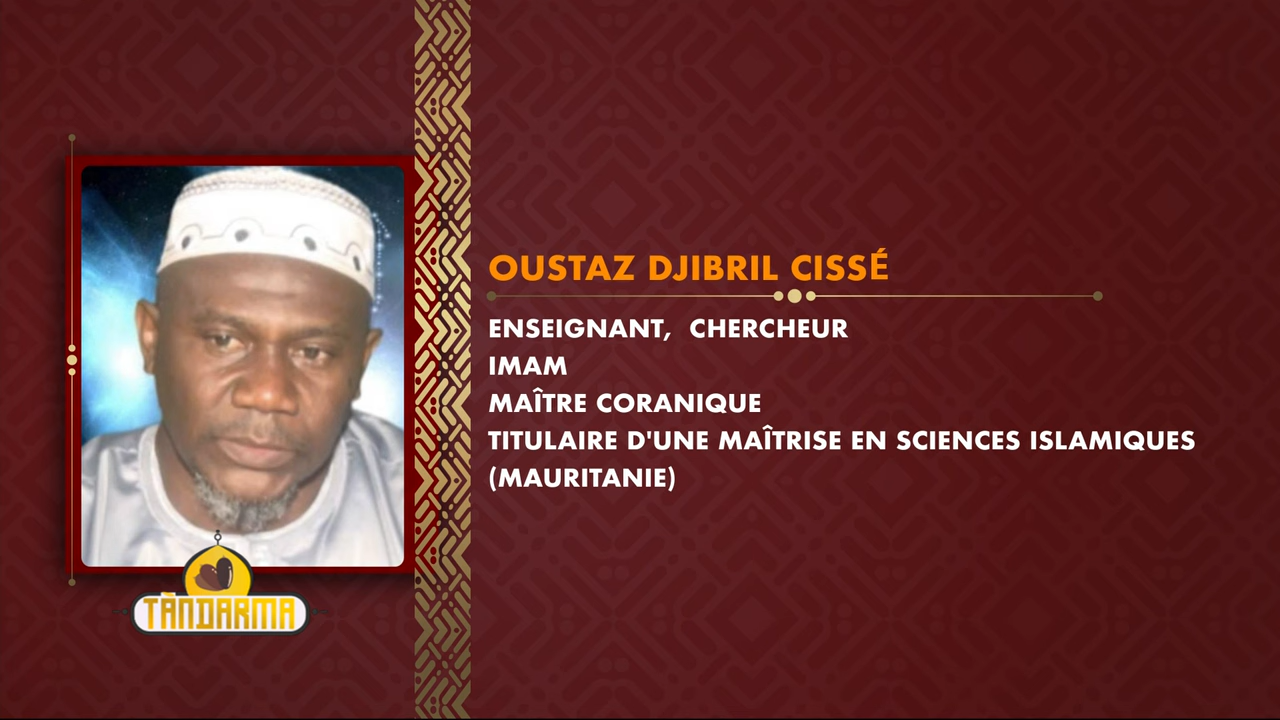 OUSTAZ DJIBRIL CISSÉ
ENSEIGNANT, CHERCHEUR
IMAM
MAÎTRE CORANIQUE
TITULAIRE D'UNE MAÎTRISE EN SCIENCES ISLAMIQUES
(MAURITANIE)
TÀNDARMA